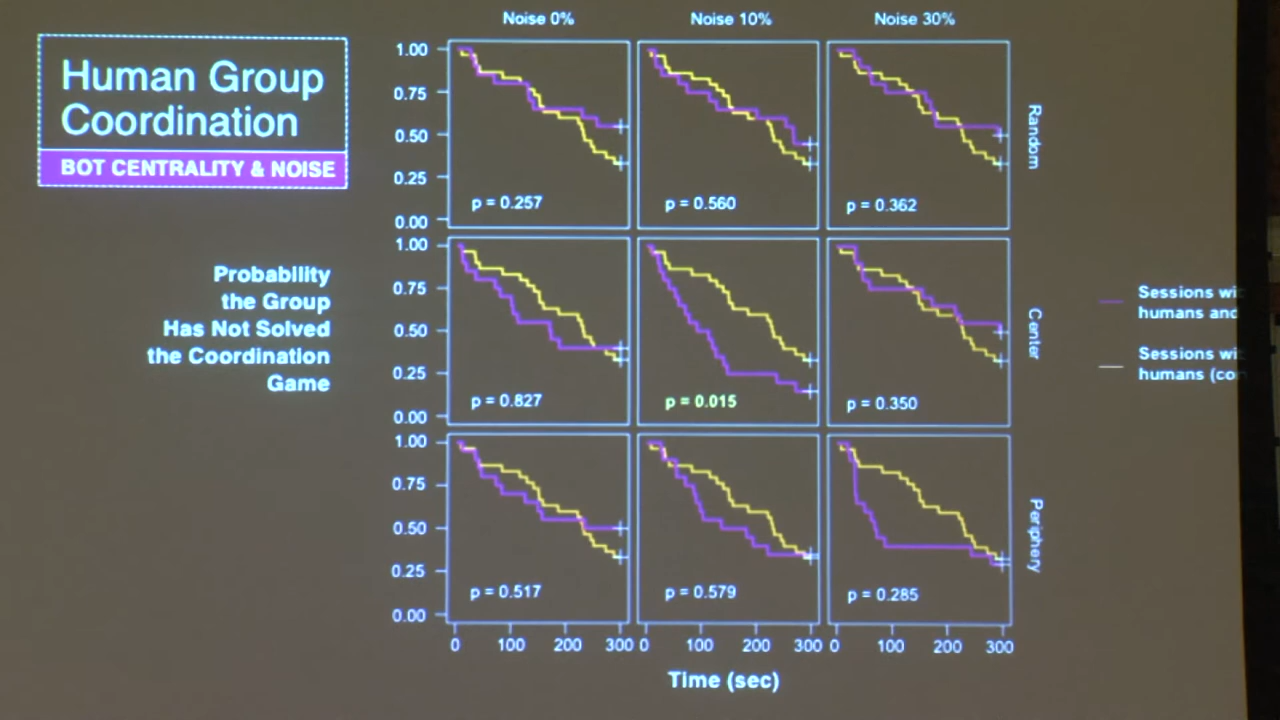 Human Group
Coordination
BOT CENTRALITY & NOISE
Probability
the Group
Has Not Solved
the Coordination
Game
Noise 0%
Noise 10%
Noise 30%
1.00
0.75
0.50
0.25
0.00
p = 0.257
p = 0.560
p = 0.362
Random
1.00
0.75
0.50
0.25
0.00
p = 0.827
p = 0.015
p = 0.350
Center
1.00
0.75
0.50
0.25
0.00
p = 0.517
p = 0.579
p = 0.285
Periphery
0 100 200 300
0 100 200 300
0 100 200 300
Time (sec)
Sessions
humans and
Sessions
humans